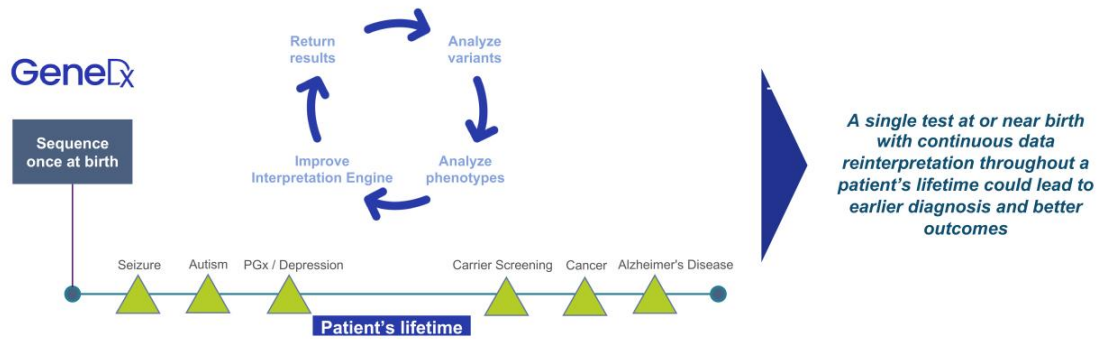 GeneDx
Sequence
once at birth
Return
results
Analyze
variants
Analyze
phenotypes
Improve
Interpretation Engine
Seizure
Autism
PGx / Depression
Carrier Screening
Cancer
Alzheimer's Disease
Patient’s lifetime
A single test at or near birth
with continuous data
reinterpretation throughout a
patient’s lifetime could lead to
earlier diagnosis and better
outcomes